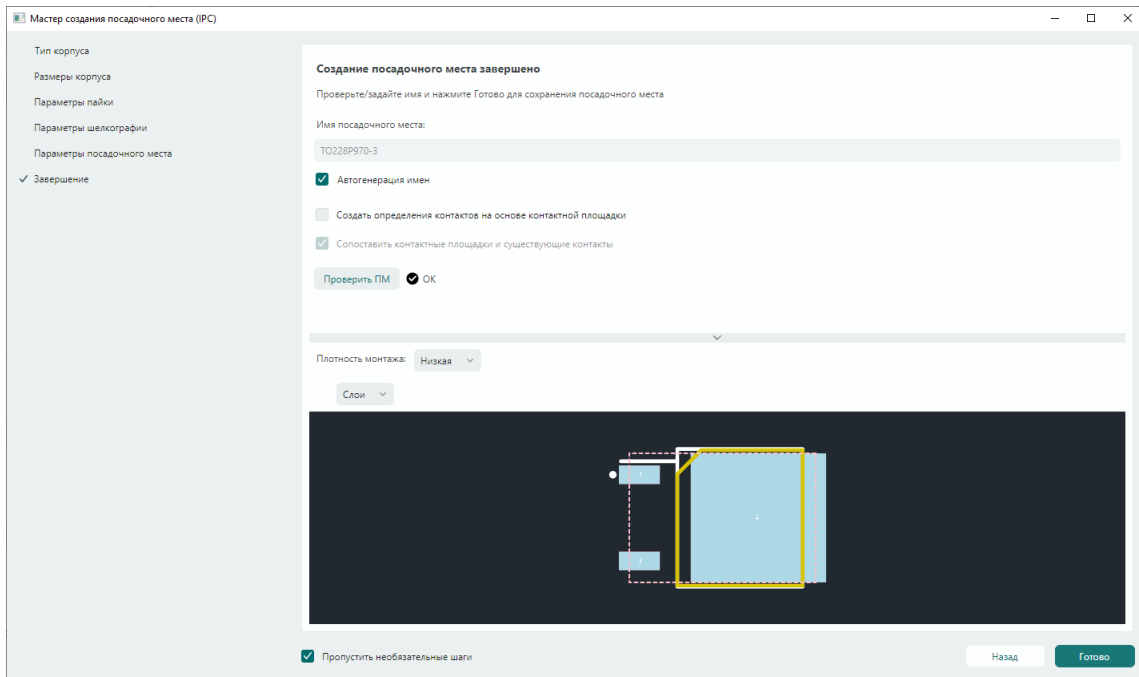 Мастер создания посадочного места (IPC)
Тип корпуса
Размеры корпуса
Параметры пайки
Параметры шелкографии
Параметры посадочного места
Завершение
Создание посадочного места завершено
Проверьте/задайте имя и нажмите Готово для сохранения посадочного места
Имя посадочного места:
TO228P970-3
Автогенерация имен
Создать определения контактов на основе контактной площадки
Сопоставить контактные площадки и существующие контакты
Проверить ПМ
ОК
Плотность монтажа:
Низкая
Слои
1
3
Пропустить необязательные шаги
Назад
Готово